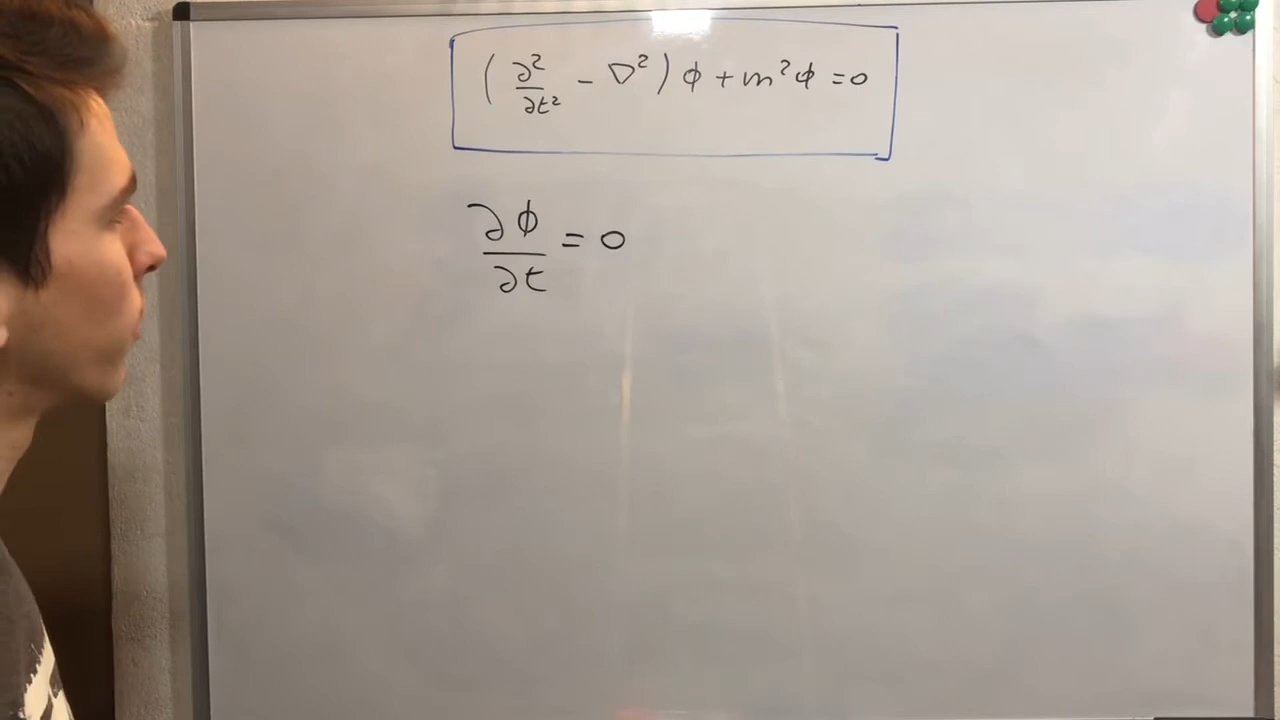 (∂²/∂t² - ∇²) ϕ + m²ϕ = 0
∂ϕ/∂t = 0